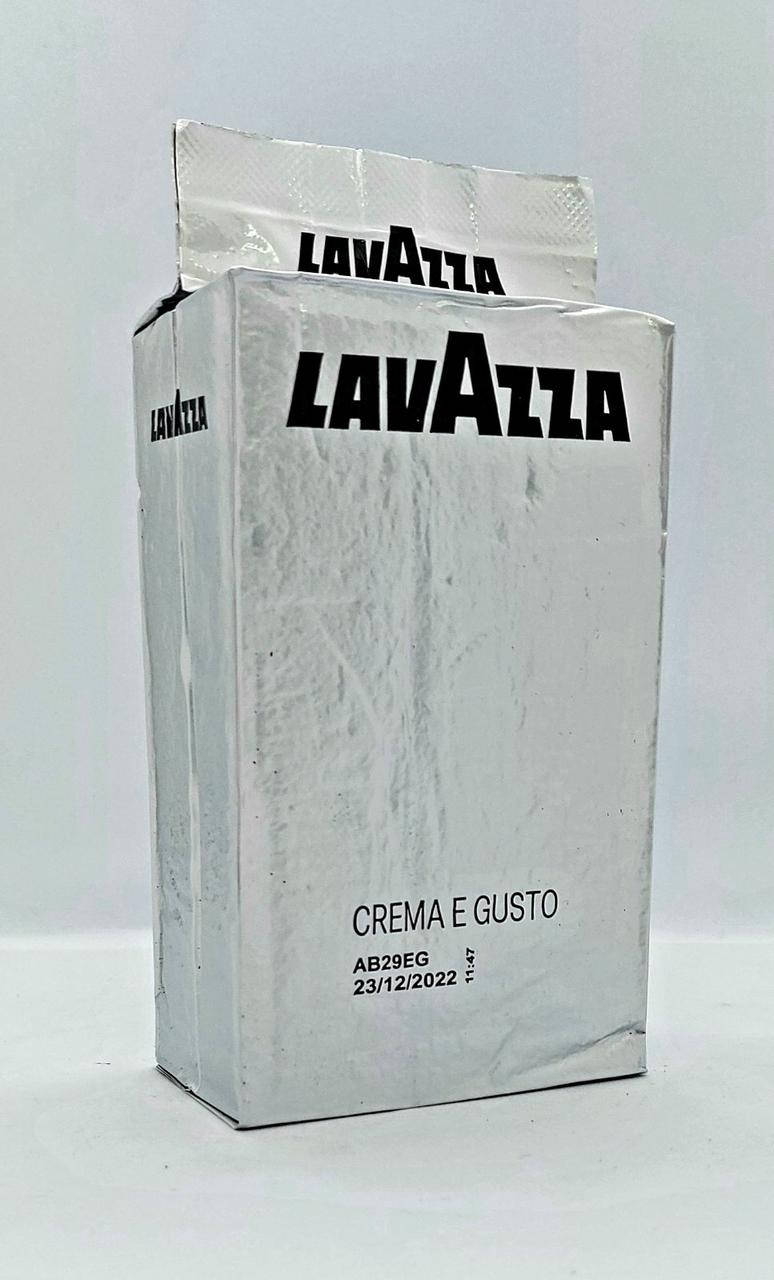 LAVAZZA
LAVAZZA
LAVAZZA
CREMA E GUSTO
AB29EG
23/12/2022
11:47